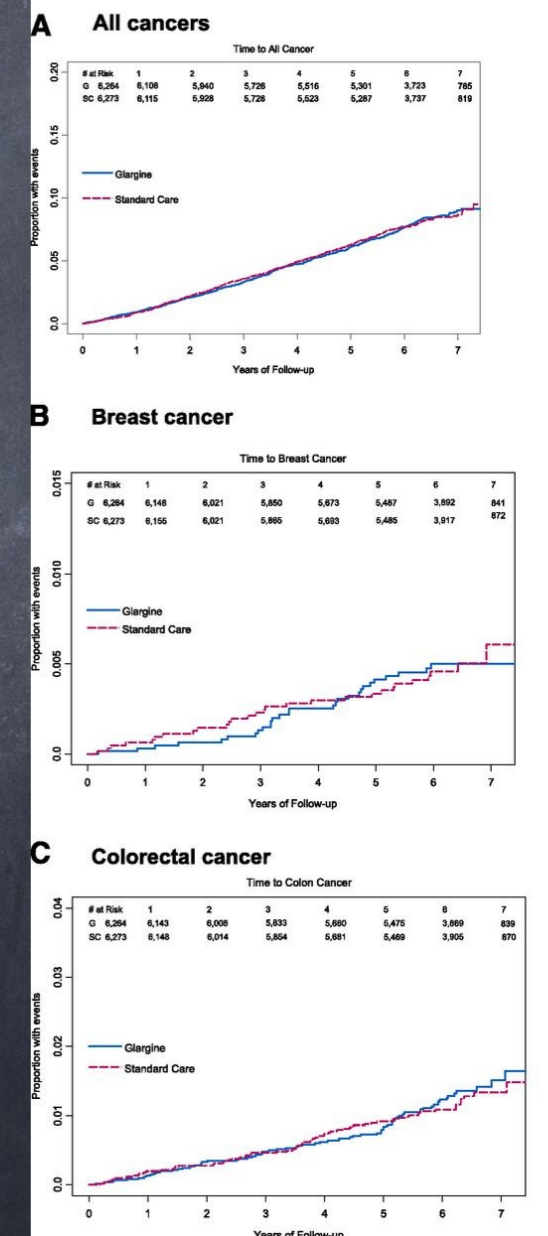 A All cancers
Time to All Cancer
# at Risk 1 2 3 4 5 6 7
G 6,264 6,108 5,940 5,726 5,516 5,301 3,723 785
SC 6,273 6,115 5,928 5,728 5,523 5,287 3,737 819
Proportion with events
0.20
0.15
0.10
0.05
0.0
Glargine
Standard Care
0 1 2 3 4 5 6 7
Years of Follow-up
B Breast cancer
Time to Breast Cancer
# at Risk 1 2 3 4 5 6 7
G 6,264 6,148 6,021 5,850 5,673 5,487 3,892 841
SC 6,273 6,155 6,021 5,865 5,693 5,485 3,917 872
Proportion with events
0.015
0.010
0.005
0.0
Glargine
Standard Care
0 1 2 3 4 5 6 7
Years of Follow-up
C Colorectal cancer
Time to Colon Cancer
# at Risk 1 2 3 4 5 6 7
G 6,264 6,143 6,008 5,833 5,660 5,475 3,869 839
SC 6,273 6,148 6,014 5,854 5,681 5,469 3,905 870
Proportion with events
0.04
0.03
0.02
0.01
0.0
Glargine
Standard Care
0 1 2 3 4 5 6 7
Years of Follow-up